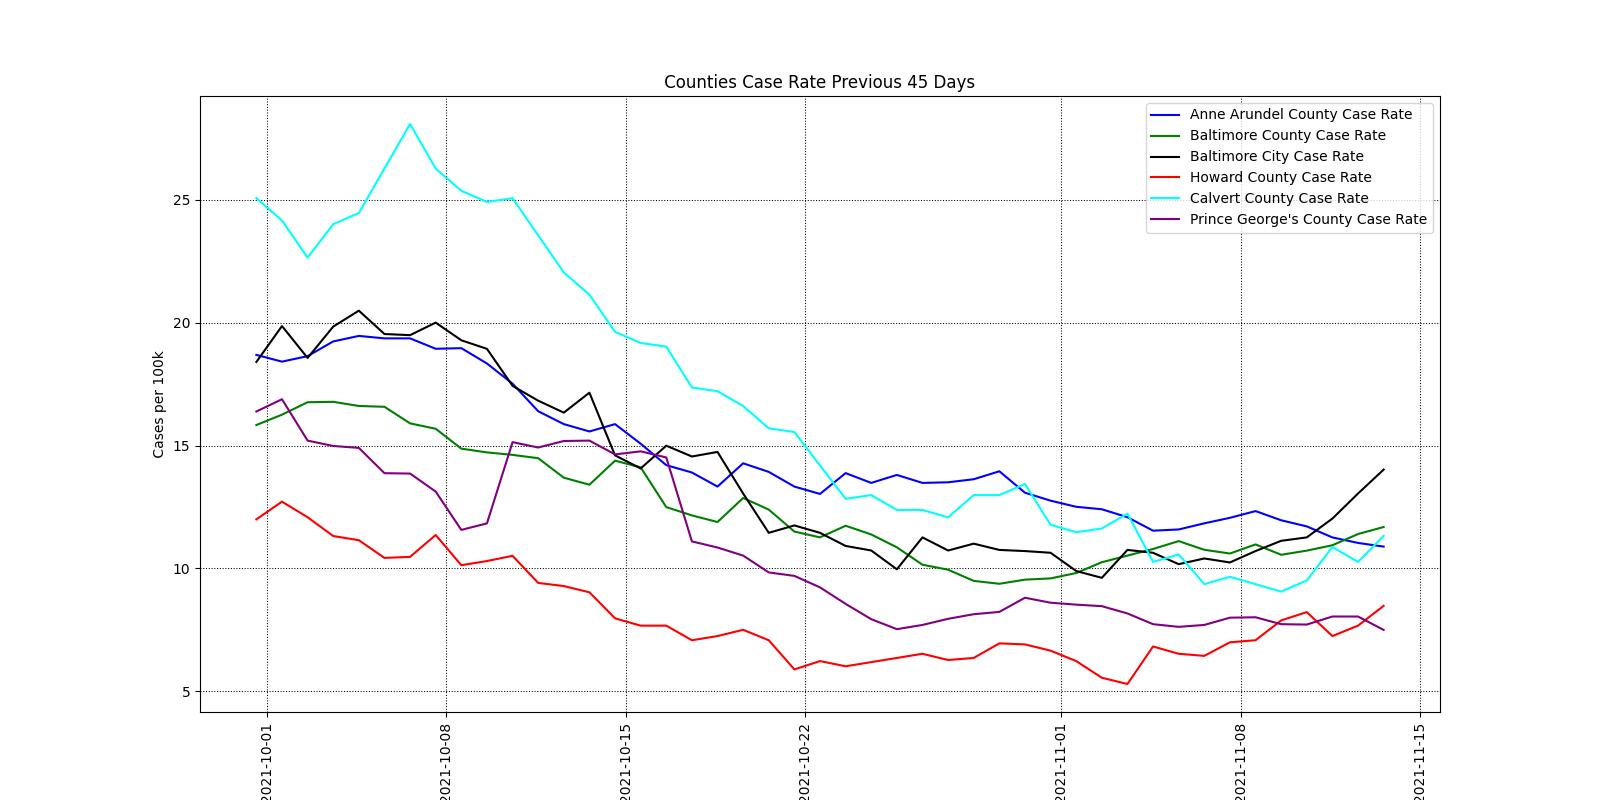 Counties Case Rate Previous 45 Days
Anne Arundel County Case Rate
Baltimore County Case Rate
Baltimore City Case Rate
Howard County Case Rate
Calvert County Case Rate
Prince George's County Case Rate
Cases per 100k
25
20
15
10
5
2021-10-01
2021-10-08
2021-10-15
2021-10-22
2021-11-01
2021-11-08
2021-11-15